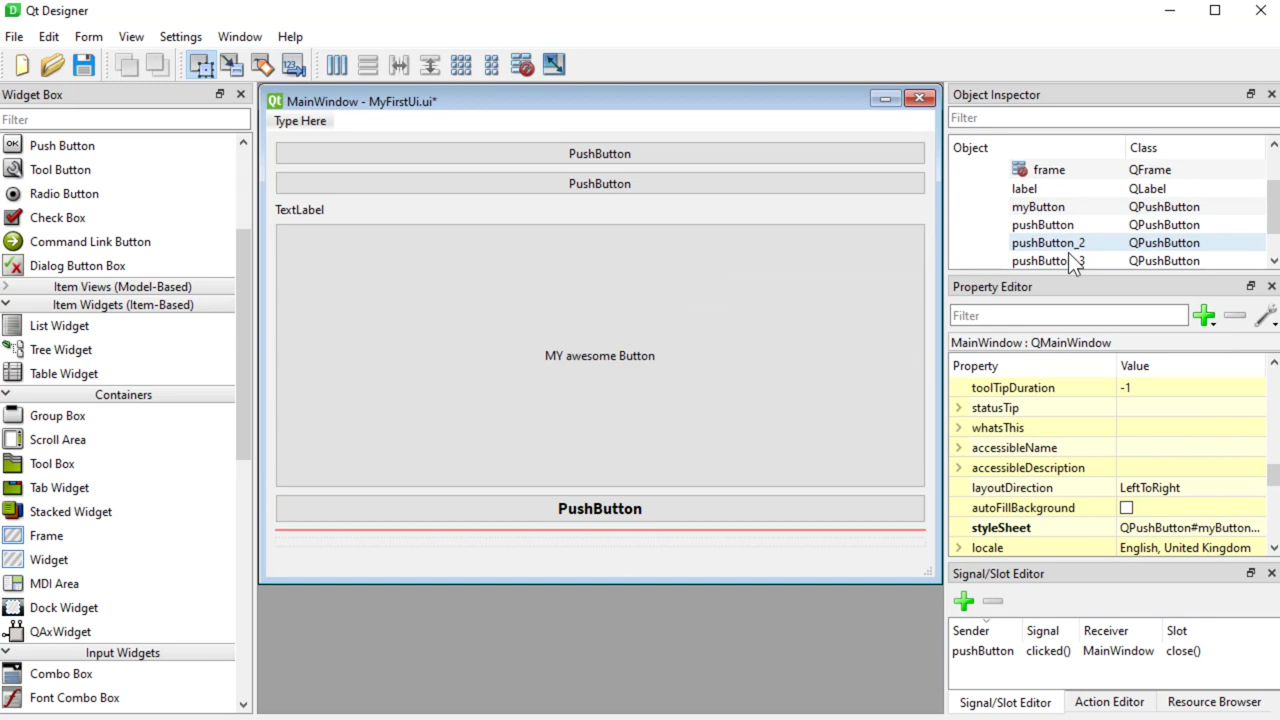 Qt Designer
File Edit Form View Settings Window Help
Widget Box
Filter
Push Button
Tool Button
Radio Button
Check Box
Command Link Button
Dialog Button Box
Item Views (Model-Based)
Item Widgets (Item-Based)
List Widget
Tree Widget
Table Widget
Containers
Group Box
Scroll Area
Tool Box
Tab Widget
Stacked Widget
Frame
Widget
MDI Area
Dock Widget
QAxWidget
Input Widgets
Combo Box
Font Combo Box
MainWindow - MyFirstUi.ui*
Type Here
PushButton
PushButton
TextLabel
MY awesome Button
PushButton
Object Inspector
Filter
Object Class
frame QFrame
label QLabel
myButton QPushButton
pushButton QPushButton
pushButton_2 QPushButton
QPushButton
Property Editor
Filter
MainWindow : QMainWindow
Property Value
toolTipDuration -1
statusTip
whatsThis
accessibleName
accessibleDescription
layoutDirection LeftToRight
autoFillBackground
styleSheet QPushButton#myButton...
locale English, United Kingdom
Signal/Slot Editor
Sender Signal Receiver Slot
pushButton clicked() MainWindow close()
Signal/Slot Editor Action Editor Resource Browser